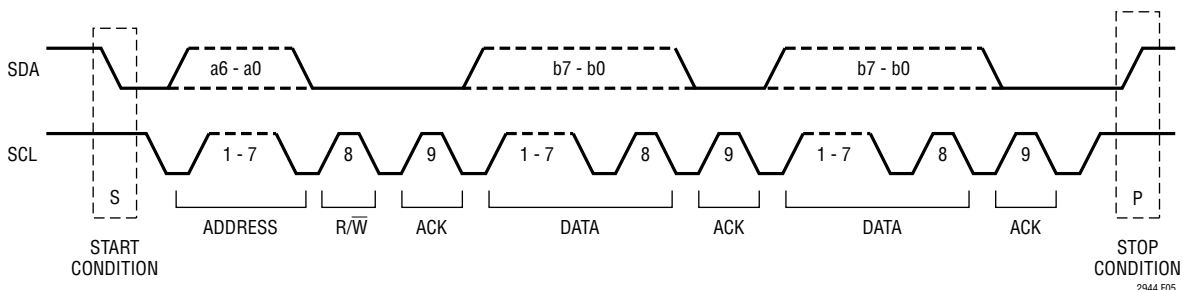 SDA
a6 - a0
b7 - b0
b7 - b0
SCL
1 - 7
8
9
1 - 7
8
9
1 - 7
8
9
S
P
ADDRESS
R/W̅
ACK
DATA
ACK
DATA
ACK
START
CONDITION
STOP
CONDITION
2944 F05